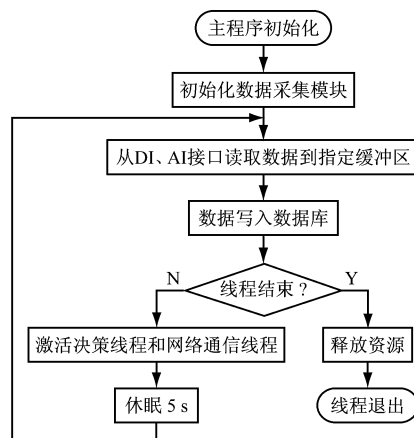 主程序初始化
初始化数据采集模块
从DI、AI接口读取数据到指定缓冲区
数据写入数据库
N
线程结束?
Y
激活决策线程和网络通信线程
释放资源
休眠 5 s
线程退出